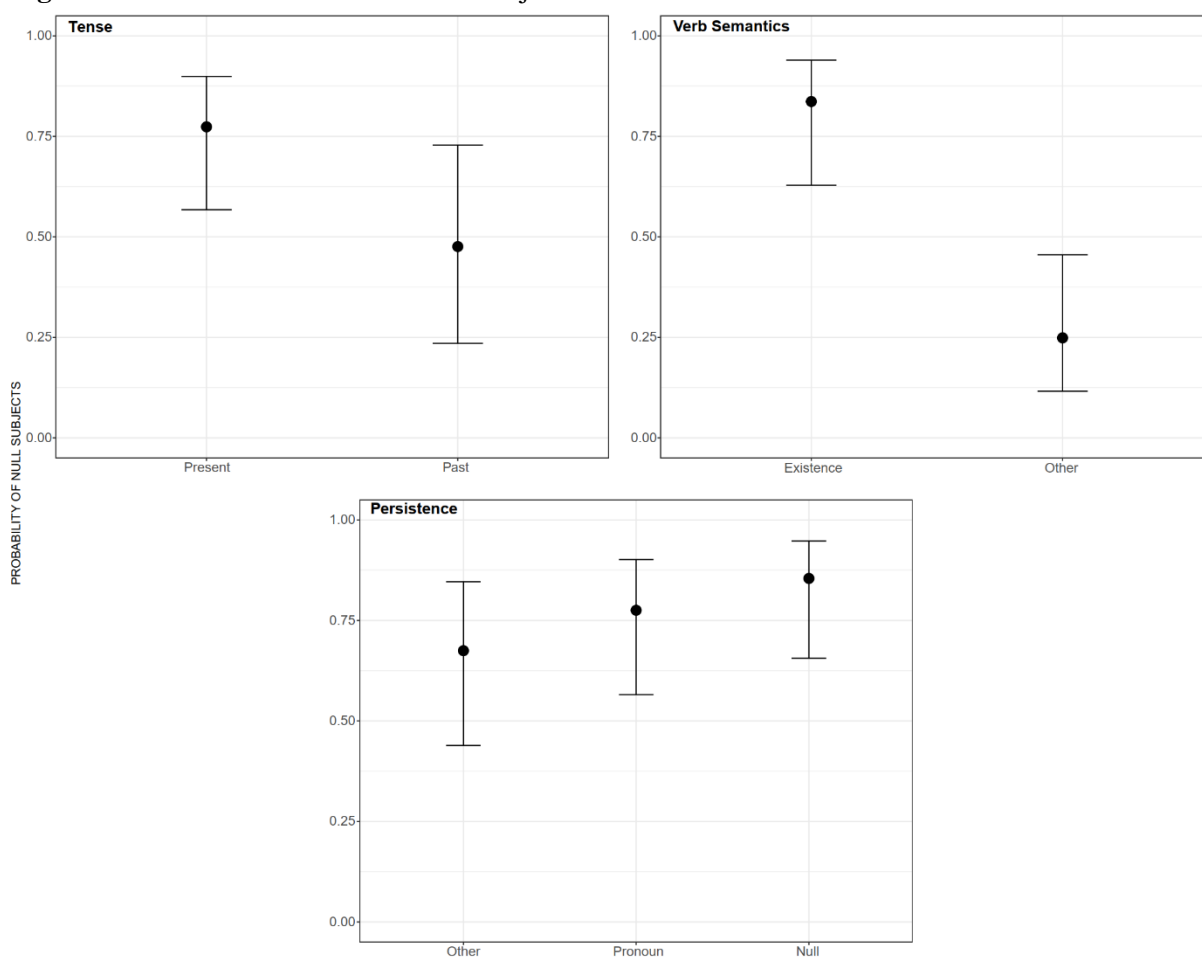 Tense
1.00
0.75
0.50
0.25
0.00
Present Past
Verb Semantics
1.00
0.75
0.50
0.25
0.00
Existence Other
PROBABILITY OF NULL SUBJECTS
Persistence
1.00
0.75
0.50
0.25
0.00
Other Pronoun Null